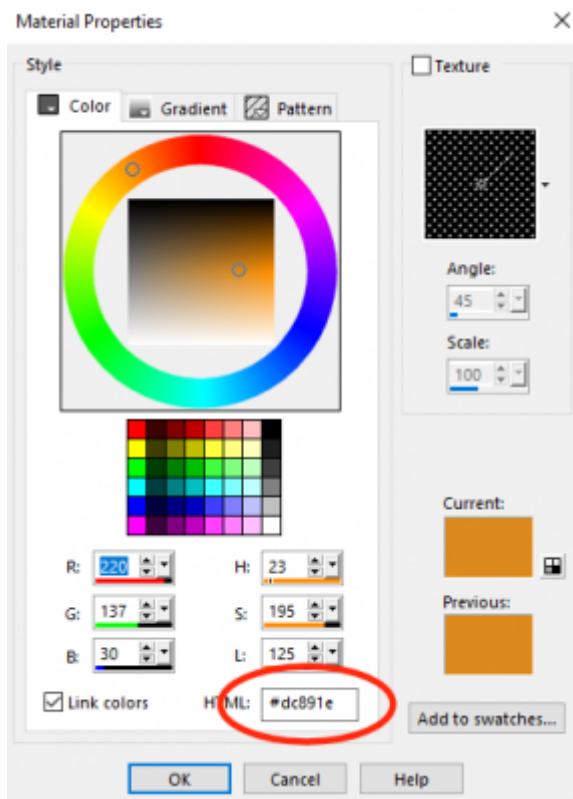 Material Properties
Style
Color Gradient Pattern
Texture
Angle:
45
Scale:
100
Current:
Previous:
R: 220 H: 23
G: 137 S: 195
B: 30 L: 125
Link colors HTML: #dc891e
Add to swatches...
OK Cancel Help